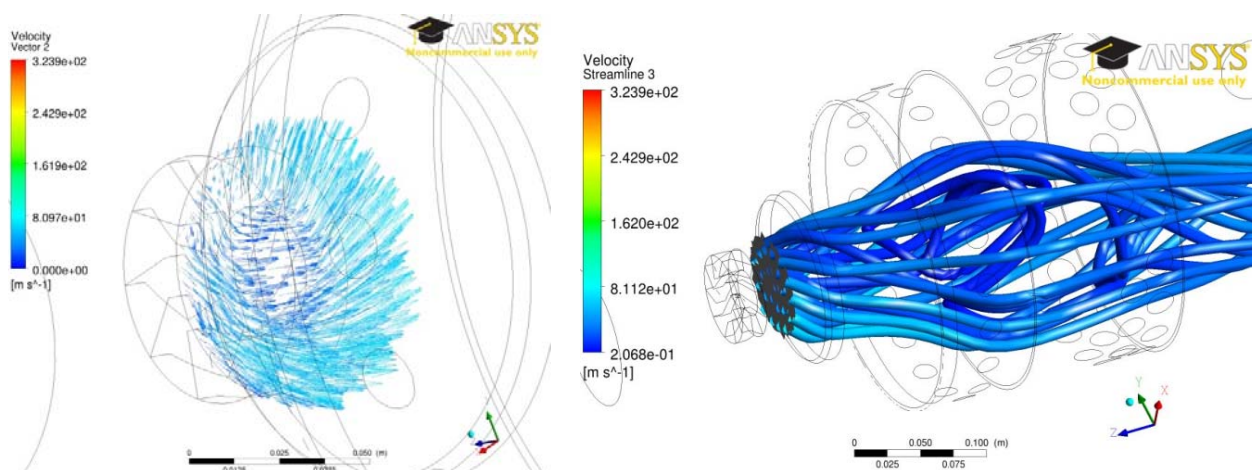 Velocity
Vector 2
3.239e+02
2.429e+02
1.619e+02
8.097e+01
0.000e+00
[m s^-1]
ANSYS
Noncommercial use only
0 0.025 0.050 (m)
Velocity
Streamline 3
3.239e+02
2.429e+02
1.620e+02
8.112e+01
2.068e-01
[m s^-1]
ANSYS
Noncommercial use only
Y
X
Z
0 0.050 0.100 (m)
0.025 0.075